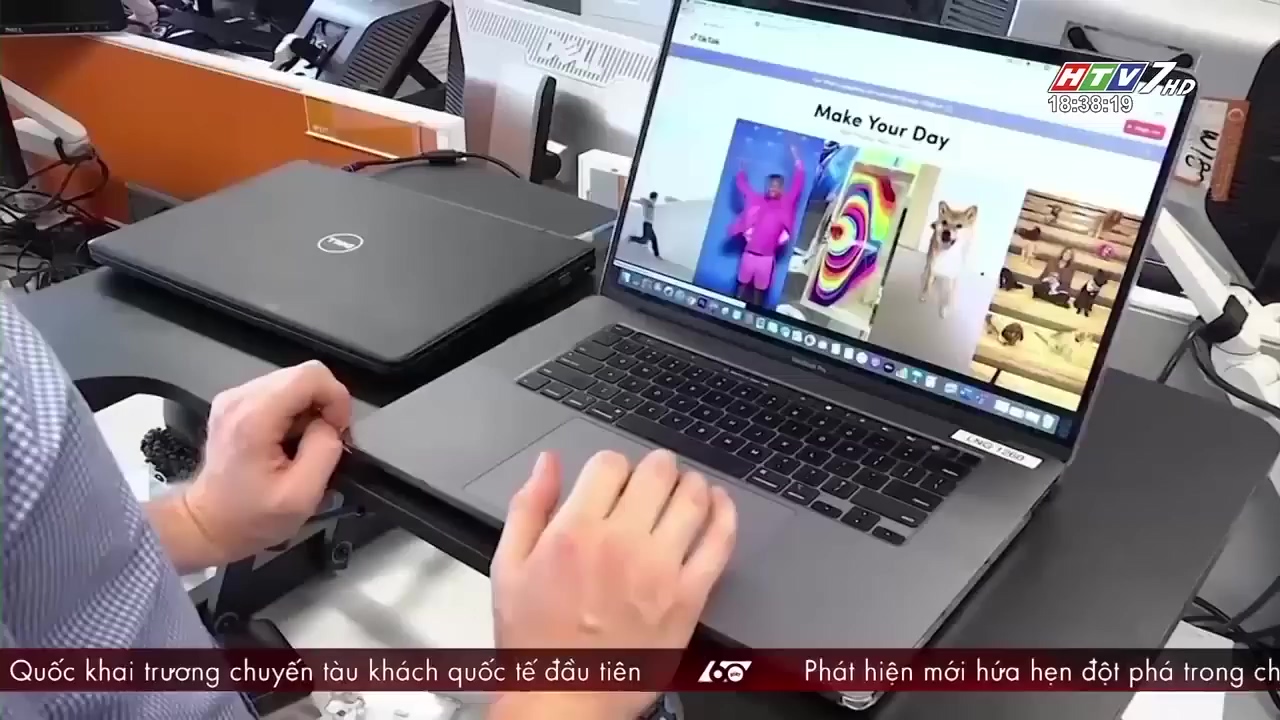 HTV7 HD
18:38:19
TikTok
Make Your Day
DELL
MacBook Pro
LNG 1260
Quốc khai trương chuyến tàu khách quốc tế đầu tiên
60
Phát hiện mới hứa hẹn đột phá trong ch